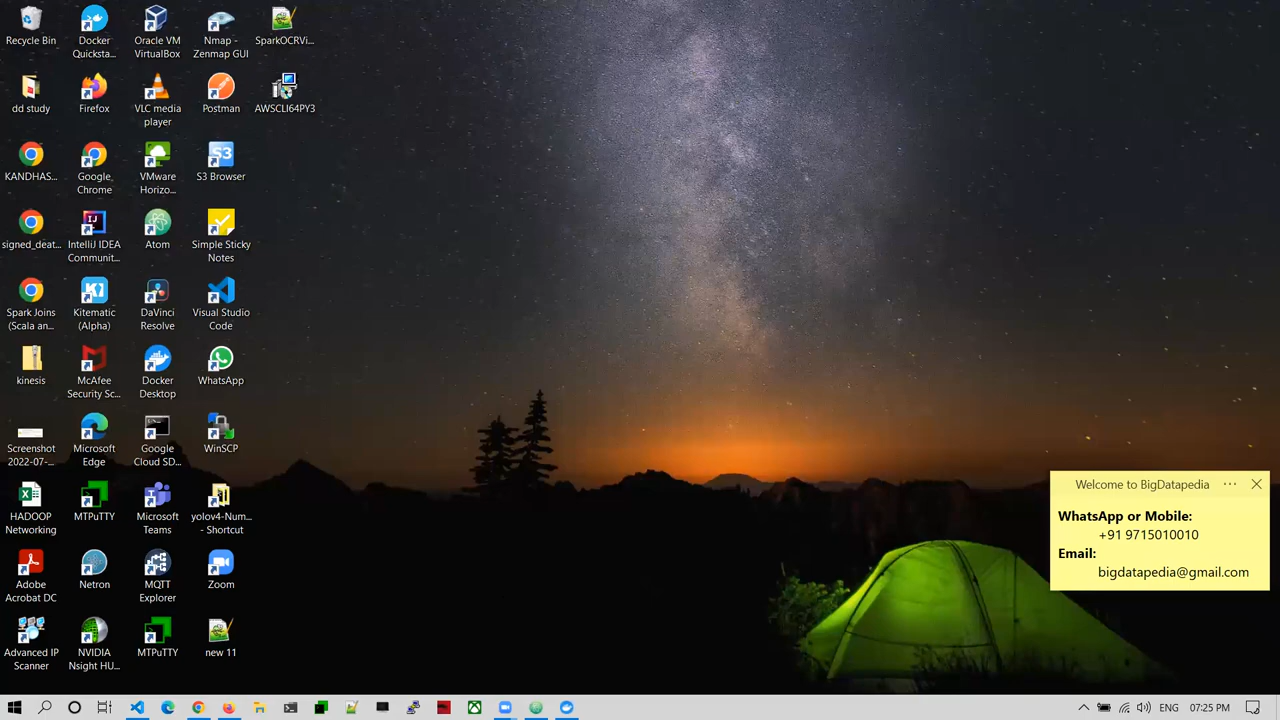 Recycle Bin
Docker Quicksta...
Oracle VM VirtualBox
Nmap - Zenmap GUI
SparkOCRVi...
dd study
Firefox
VLC media player
Postman
AWSCLI64PY3
KANDHAS...
Google Chrome
VMware Horizo...
S3 Browser
signed_deat...
IntelliJ IDEA Communit...
Atom
Simple Sticky Notes
Spark Joins (Scala an...
Kitematic (Alpha)
DaVinci Resolve
Visual Studio Code
kinesis
McAfee Security Sc...
Docker Desktop
WhatsApp
Screenshot 2022-07-...
Microsoft Edge
Google Cloud SD...
WinSCP
HADOOP Networking
MTPuTTY
Microsoft Teams
yolov4-Num... - Shortcut
Adobe Acrobat DC
Netron
MQTT Explorer
Zoom
Advanced IP Scanner
NVIDIA Nsight HU...
MTPuTTY
new 11
Welcome to BigDatapedia
WhatsApp or Mobile:
+91 9715010010
Email:
bigdatapedia@gmail.com
ENG
07:25 PM